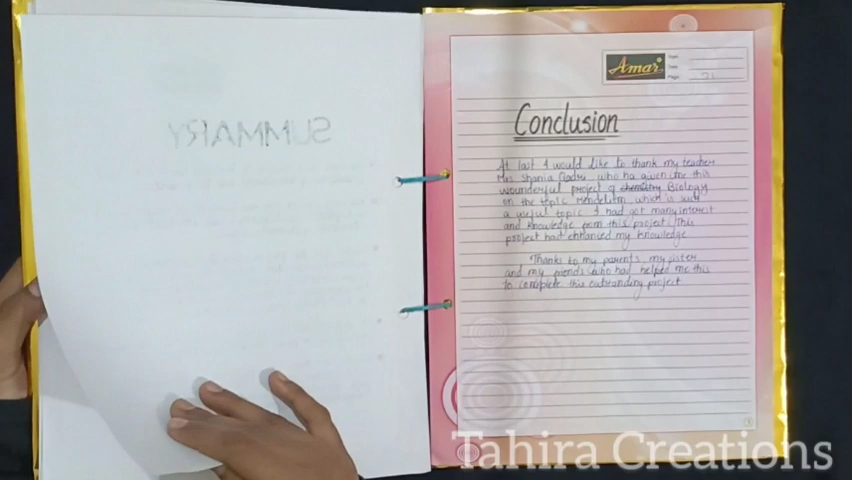 SUMMARY
Amar
Date:
Page: 21
Conclusion
At last I would like to thank my teacher
Mrs. Shania Qadri, who ha given me this
wounderful project of chemistry Biology
on the topic Mendelism, which is such
a useful topic I had got many interest
and knowledge from this project. This
project had enhanced my knowledge
Thanks to my parents, my sister
and my friends who had helped me this
to complete this outstanding project
Tahira Creations